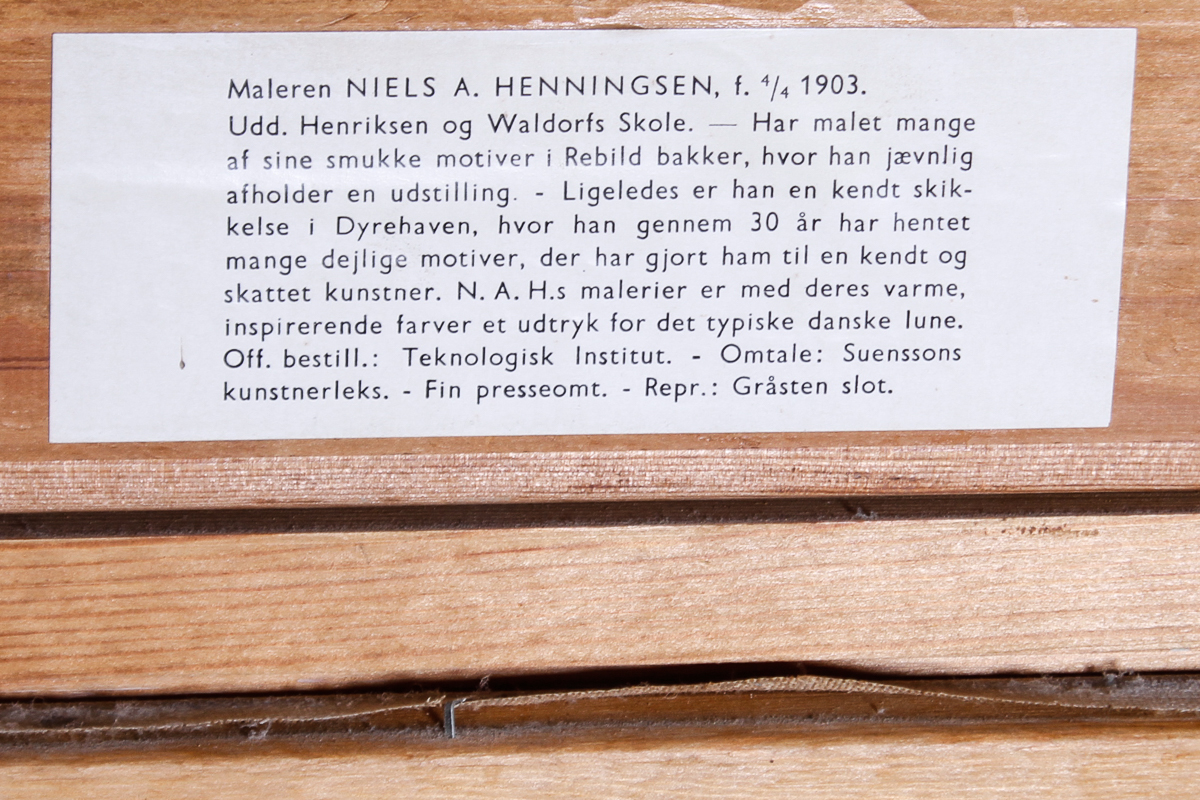 Maleren NIELS A. HENNINGSEN, f. 4/4 1903.
Udd. Henriksen og Waldorfs Skole. — Har malet mange
af sine smukke motiver i Rebild bakker, hvor han jævnlig
afholder en udstilling. - Ligeledes er han en kendt skik-
kelse i Dyrehaven, hvor han gennem 30 år har hentet
mange dejlige motiver, der har gjort ham til en kendt og
skattet kunstner. N. A. H.s malerier er med deres varme,
inspirerende farver et udtryk for det typiske danske lune.
Off. bestill.: Teknologisk Institut. - Omtale: Suenssons
kunstnerleks. - Fin presseomt. - Repr.: Gråsten slot.